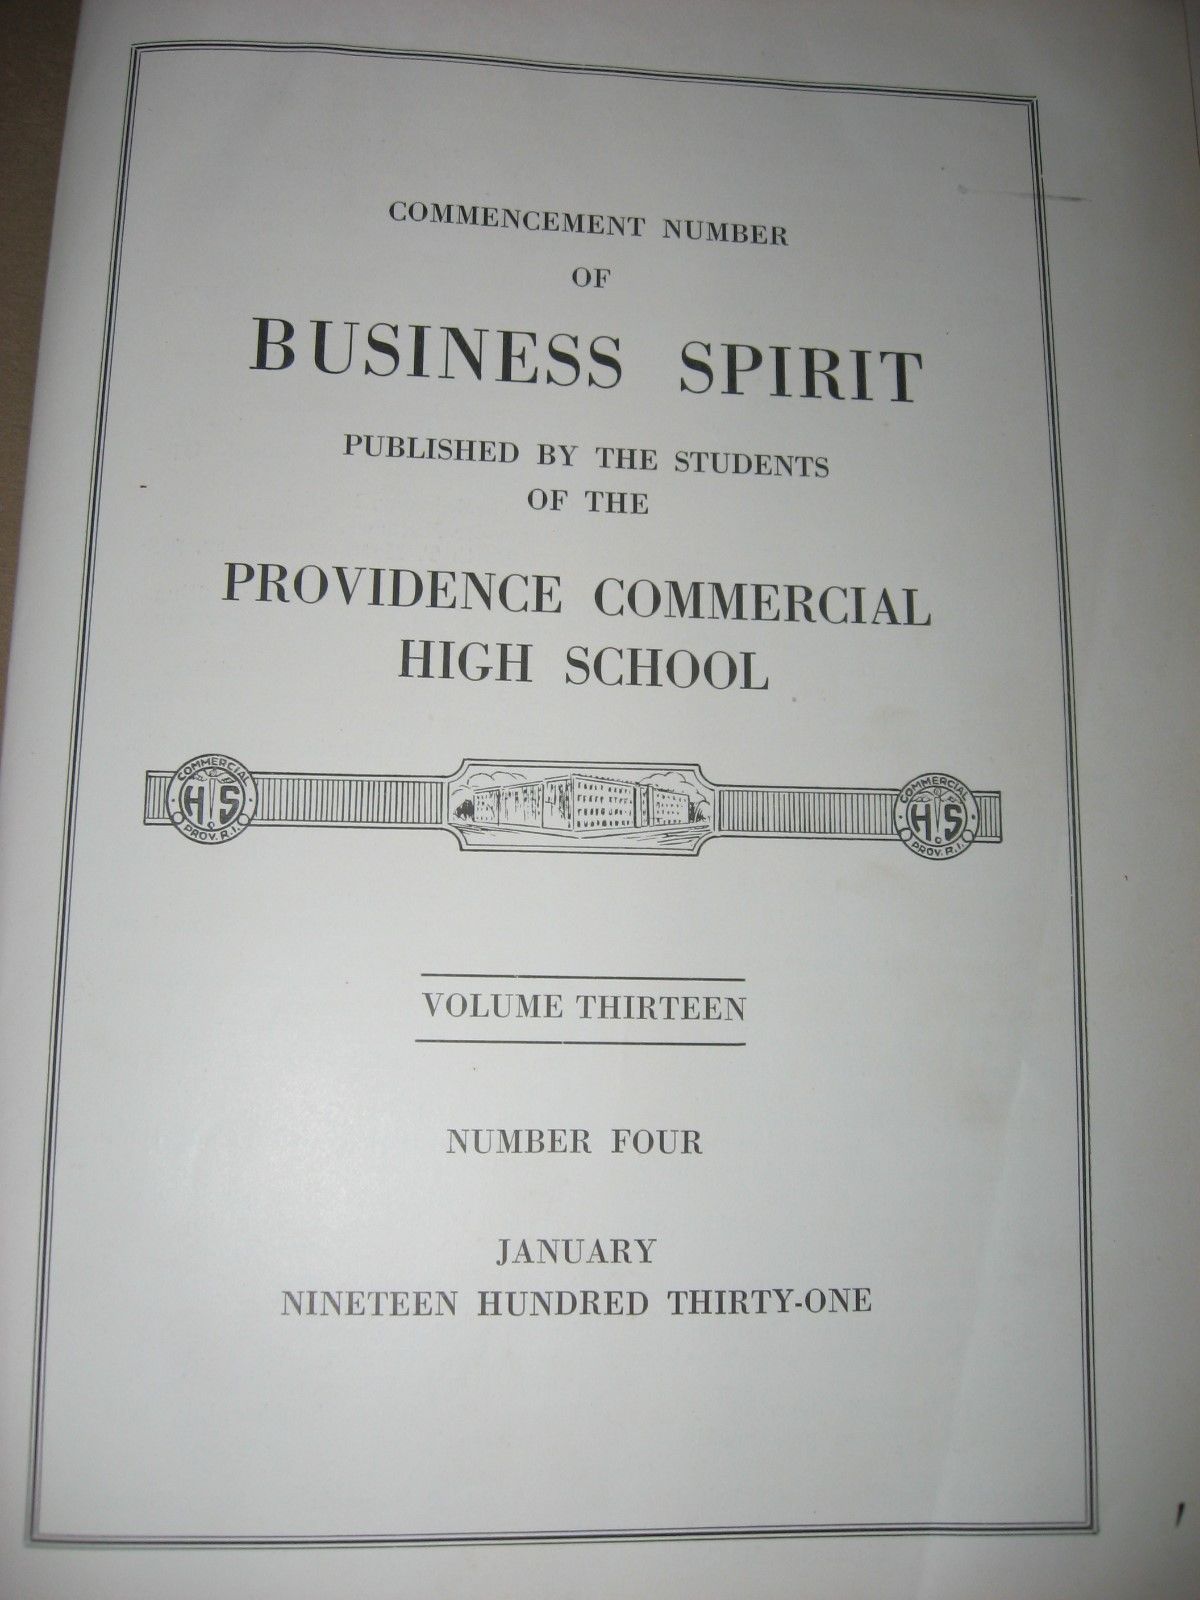 COMMENCEMENT NUMBER
OF
BUSINESS SPIRIT
PUBLISHED BY THE STUDENTS
OF THE
PROVIDENCE COMMERCIAL
HIGH SCHOOL
COMMERCIAL
H S
PROV. R.I.
COMMERCIAL
H S
PROV. R.I.
VOLUME THIRTEEN
NUMBER FOUR
JANUARY
NINETEEN HUNDRED THIRTY-ONE